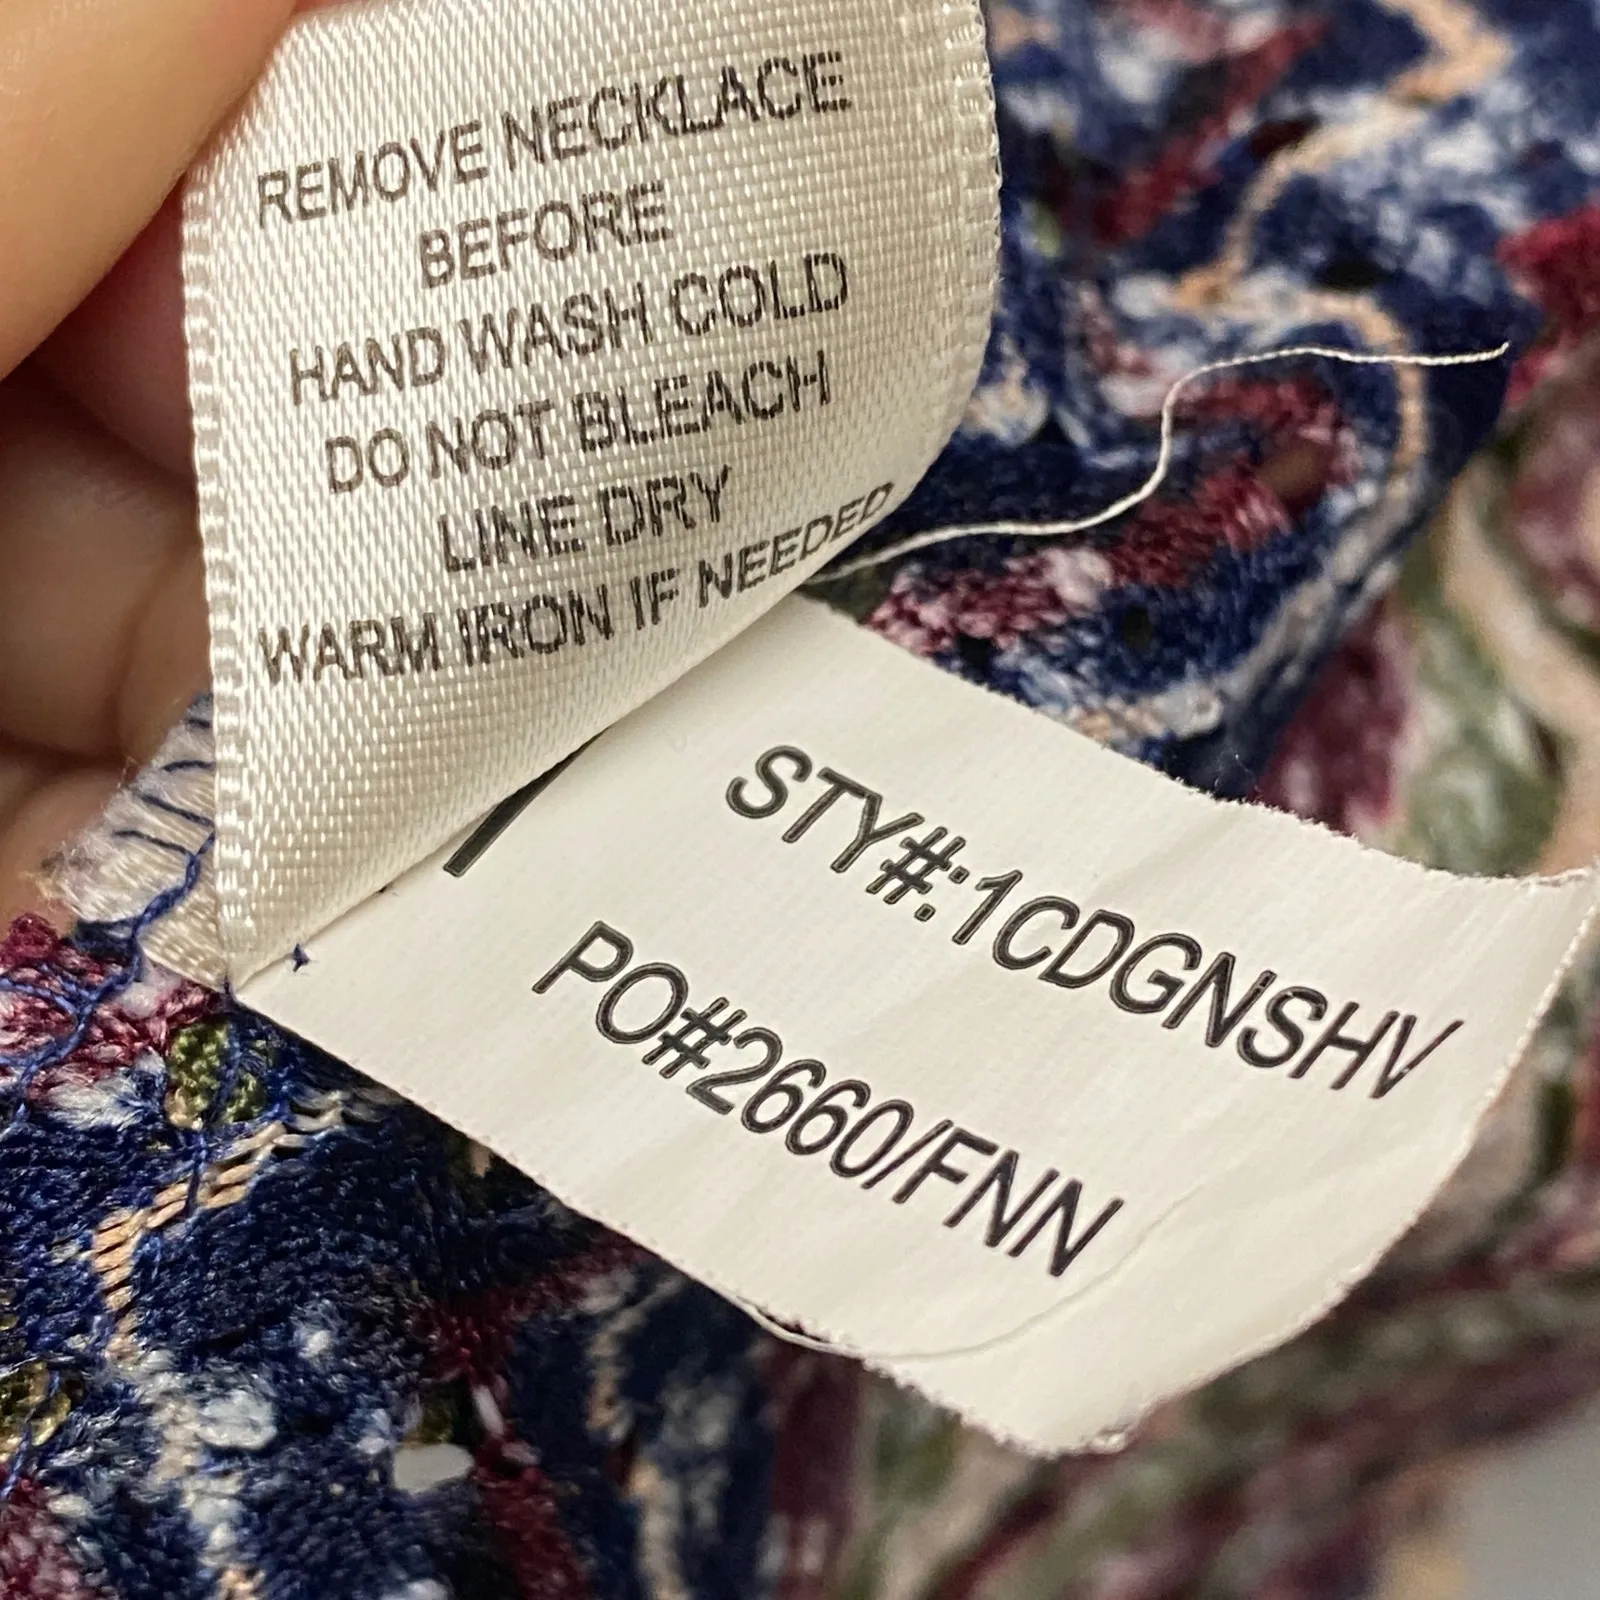 REMOVE NECKLACE
BEFORE
HAND WASH COLD
DO NOT BLEACH
LINE DRY
WARM IRON IF NEEDED
STY#:1CDGNSHV
PO#2660/FNN